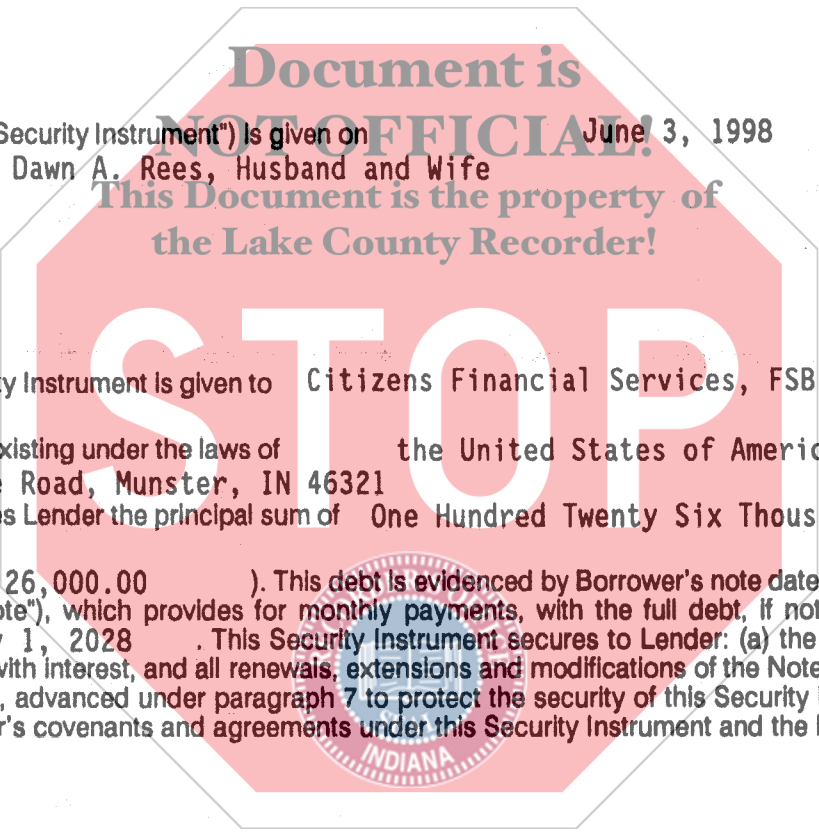 Document is
Security Instrument") is given on June 3, 1998
NOT OFFICIAL!
Dawn A. Rees, Husband and Wife
This Document is the property of
the Lake County Recorder!
STOP
y Instrument is given to Citizens Financial Services, FSB
xisting under the laws of the United States of Americ
Road, Munster, IN 46321
es Lender the principal sum of One Hundred Twenty Six Thous
26,000.00 ). This debt is evidenced by Borrower's note date
ote"), which provides for monthly payments, with the full debt, if not
1, 2028 . This Security Instrument secures to Lender: (a) the
with interest, and all renewals, extensions and modifications of the Note
, advanced under paragraph 7 to protect the security of this Security
r's covenants and agreements under this Security Instrument and the
SEAL
INDIANA